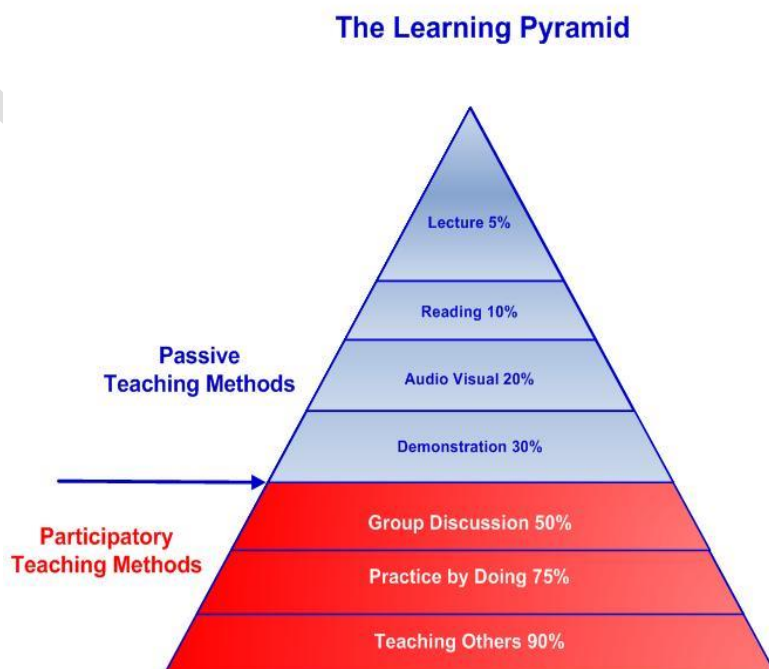 The Learning Pyramid
Lecture 5%
Reading 10%
Passive
Teaching Methods
Audio Visual 20%
Demonstration 30%
Group Discussion 50%
Participatory
Teaching Methods
Practice by Doing 75%
Teaching Others 90%